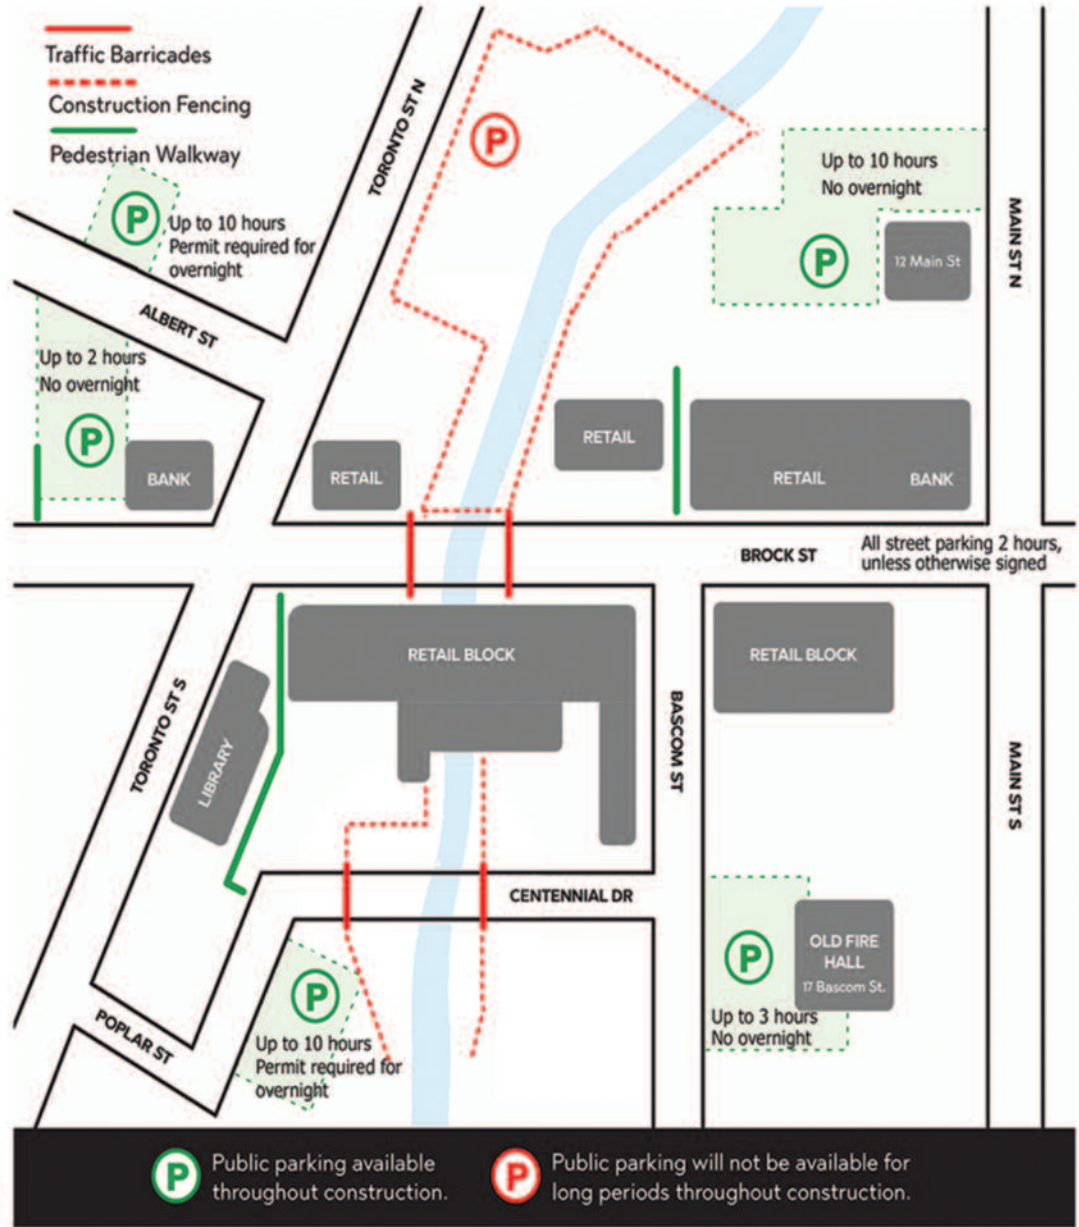 Traffic Barricades
Construction Fencing
Pedestrian Walkway
TORONTO ST N
P
P
Up to 10 hours
Permit required for
overnight
Up to 10 hours
No overnight
P
12 Main St
MAIN ST N
ALBERT ST
Up to 2 hours
No overnight
P
BANK
RETAIL
RETAIL
RETAIL
BANK
BROCK ST
All street parking 2 hours,
unless otherwise signed
TORONTO ST S
LIBRARY
RETAIL BLOCK
BASCOM ST
RETAIL BLOCK
MAIN ST S
CENTENNIAL DR
P
OLD FIRE
HALL
17 Bascom St.
Up to 3 hours
No overnight
POPLAR ST
P
Up to 10 hours
Permit required for
overnight
P
Public parking available
throughout construction.
P
Public parking will not be available for
long periods throughout construction.